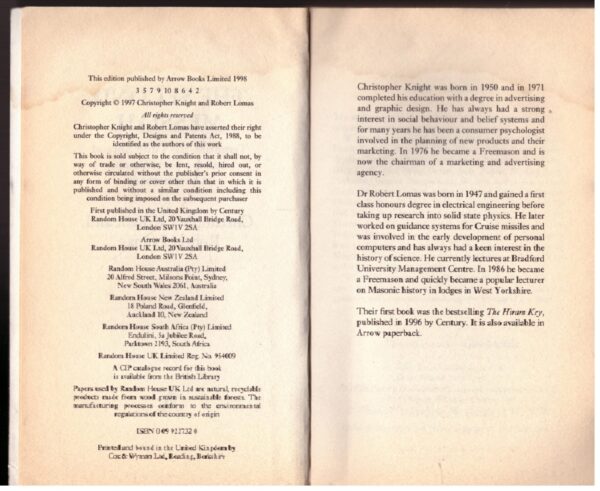 This edition published by Arrow Books Limited 1998
3 5 7 9 10 8 6 4 2
Copyright © 1997 Christopher Knight and Robert Lomas
All rights reserved
Christopher Knight and Robert Lomas have asserted their right
under the Copyright, Designs and Patents Act, 1988, to be
identified as the authors of this work
This book is sold subject to the condition that it shall not, by
way of trade or otherwise, be lent, resold, hired out, or
otherwise circulated without the publisher's prior consent in
any form of binding or cover other than that in which it is
published and without a similar condition including this
condition being imposed on the subsequent purchaser
First published in the United Kingdom by Century
Random House UK Ltd, 20 Vauxhall Bridge Road,
London SW1V 2SA
Arrow Books Ltd
Random House UK Ltd, 20 Vauxhall Bridge Road,
London SW1V 2SA
Random House Australia (Pty) Limited
20 Alfred Street, Milsons Point, Sydney,
New South Wales 2061, Australia
Random House New Zealand Limited
18 Poland Road, Glenfield,
Auckland 10, New Zealand
Random House South Africa (Pty) Limited
Endulini, 5a Jubilee Road,
Parktown 2193, South Africa
Random House UK Limited Reg. No. 954009
A CIP catalogue record for this book
is available from the British Library
Papers used by Random House UK Ltd are natural, recyclable
products made from wood grown in sustainable forests. The
manufacturing processes conform to the environmental
regulations of the country of origin
ISBN 0 09
Printed and bound in the United Kingdom by
Cox & Wyman Ltd, Reading, Berkshire
Christopher Knight was born in 1950 and in 1971
completed his education with a degree in advertising
and graphic design. He has always had a strong
interest in social behaviour and belief systems and
for many years he has been a consumer psychologist
involved in the planning of new products and their
marketing. In 1976 he became a Freemason and is
now the chairman of a marketing and advertising
agency.
Dr Robert Lomas was born in 1947 and gained a first
class honours degree in electrical engineering before
taking up research into solid state physics. He later
worked on guidance systems for Cruise missiles and
was involved in the early development of personal
computers and has always had a keen interest in the
history of science. He currently lectures at Bradford
University Management Centre. In 1986 he became
a Freemason and quickly became a popular lecturer
on Masonic history in lodges in West Yorkshire.
Their first book was the bestselling The Hiram Key,
published in 1996 by Century. It is also available in
Arrow paperback.